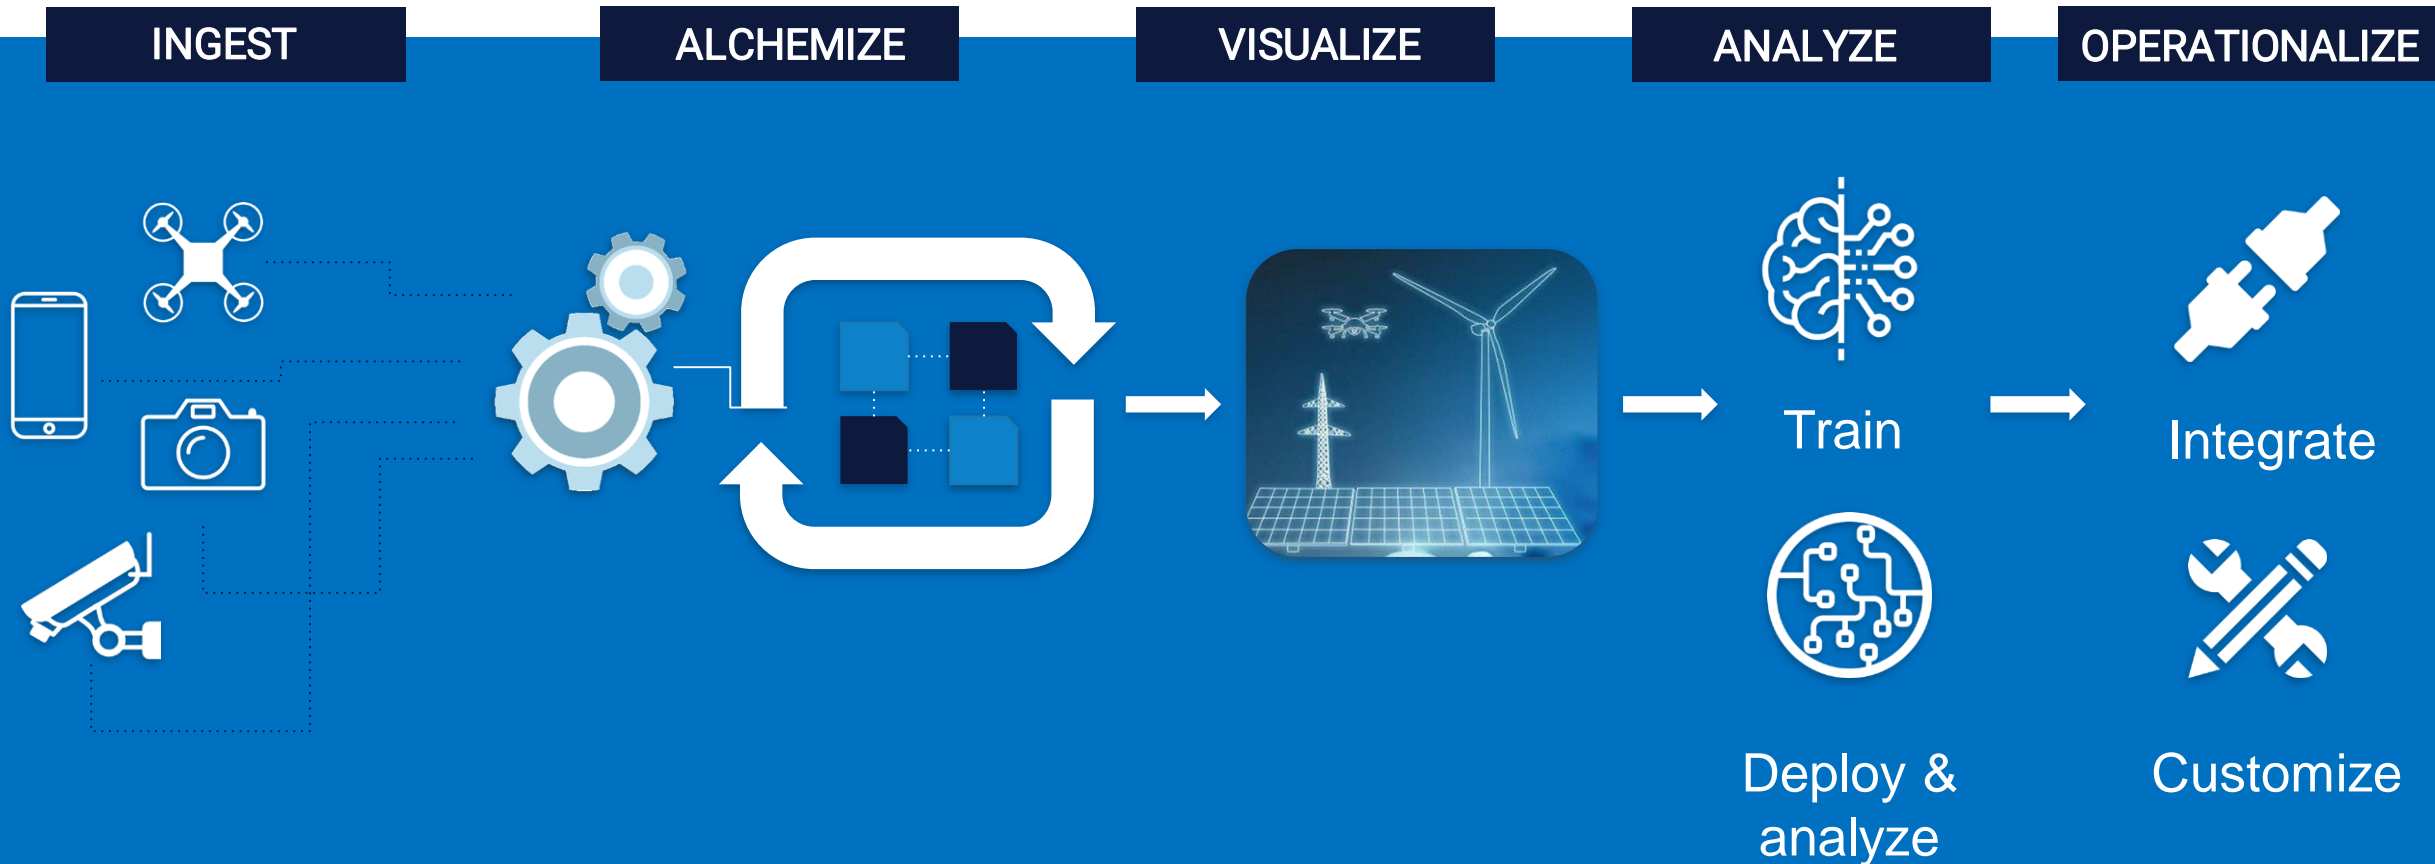 INGEST
ALCHEMIZE
VISUALIZE
ANALYZE
OPERATIONALIZE
Train
Integrate
Deploy &
analyze
Customize